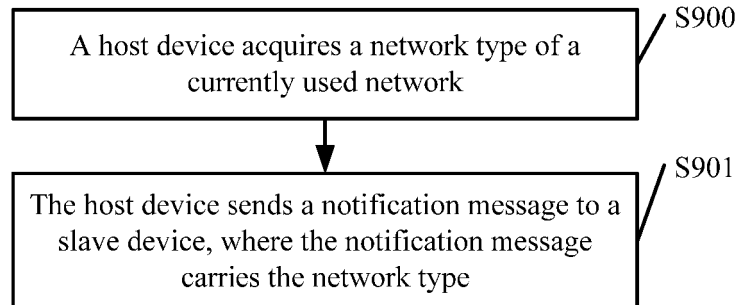 S900
A host device acquires a network type of a
currently used network
S901
The host device sends a notification message to a
slave device, where the notification message
carries the network type